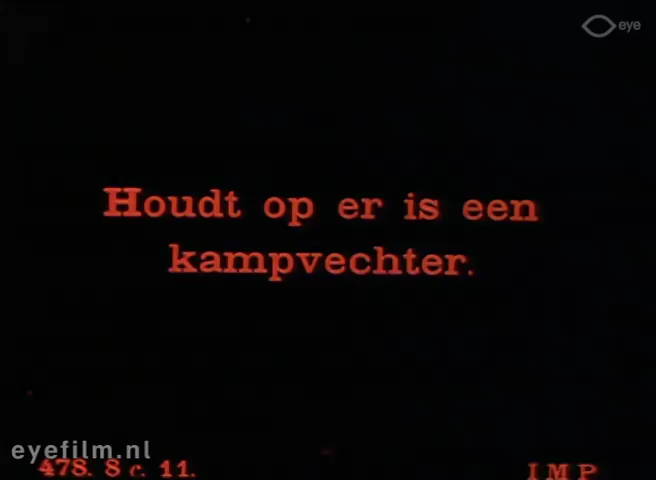 eye
Houdt op er is een
kampvechter.
eyefilm.nl
478. 8 c. 11.
IMP